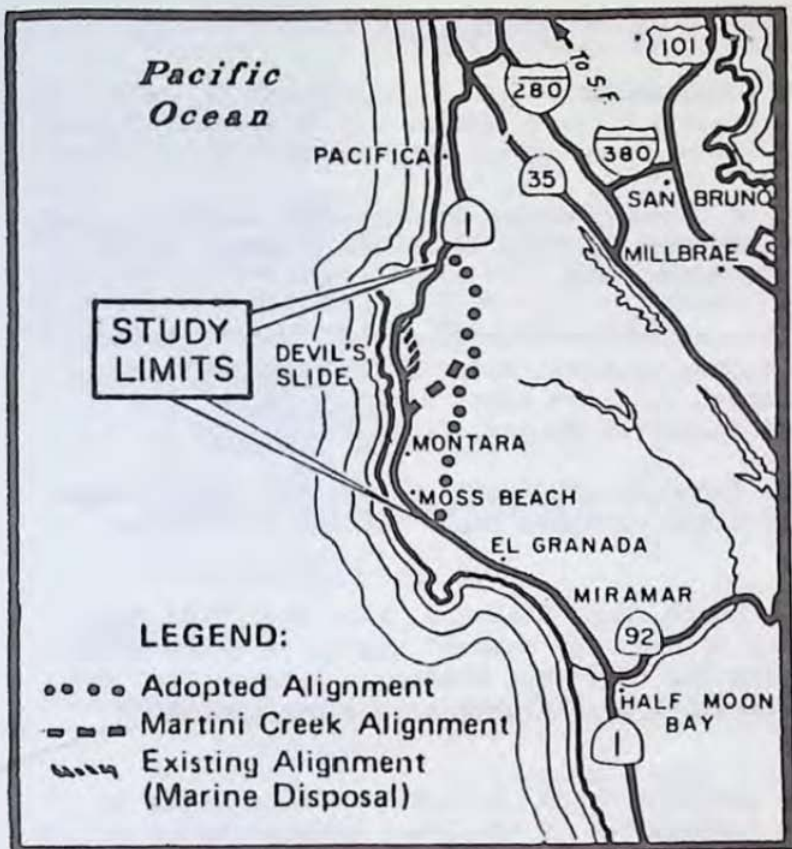 Pacific
Ocean
101
To S.F.
280
380
PACIFICA
35
SAN BRUNO
1
MILLBRAE
STUDY
LIMITS
DEVIL'S
SLIDE
MONTARA
MOSS BEACH
EL GRANADA
MIRAMAR
92
HALF MOON
BAY
1
LEGEND:
Adopted Alignment
Martini Creek Alignment
Existing Alignment
(Marine Disposal)